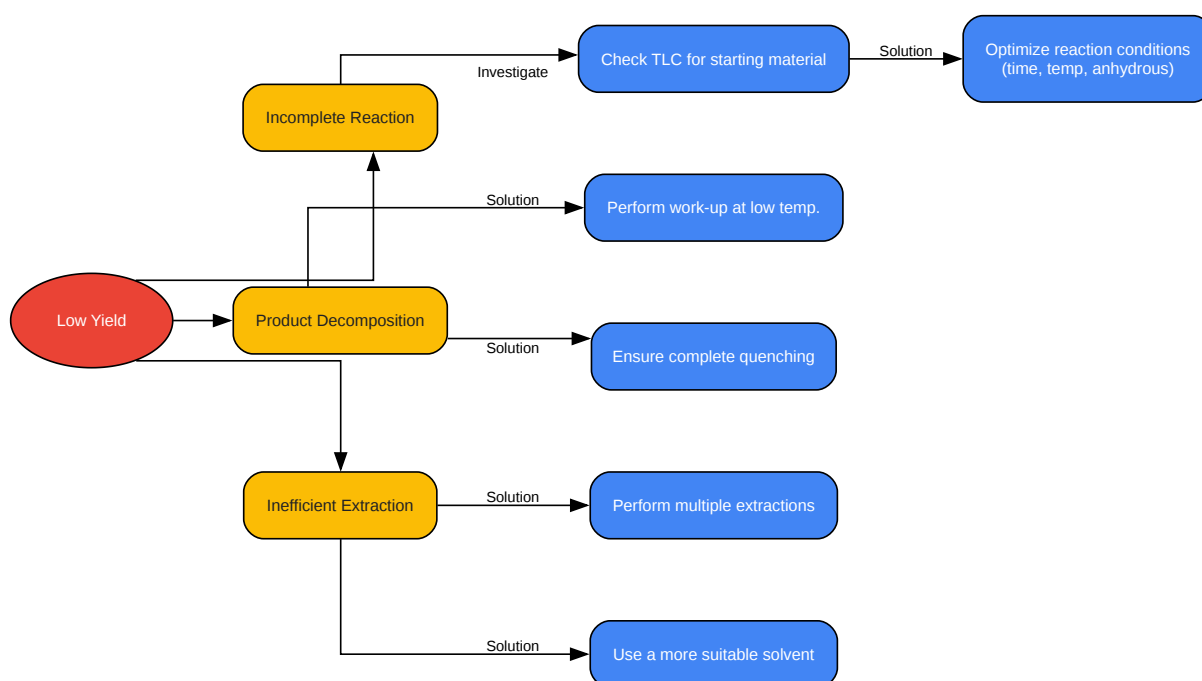 Check TLC for starting material
Solution
Optimize reaction conditions
(time, temp, anhydrous)
Investigate
Incomplete Reaction
Solution
Perform work-up at low temp.
Low Yield
Product Decomposition
Solution
Ensure complete quenching
Inefficient Extraction
Solution
Perform multiple extractions
Solution
Use a more suitable solvent